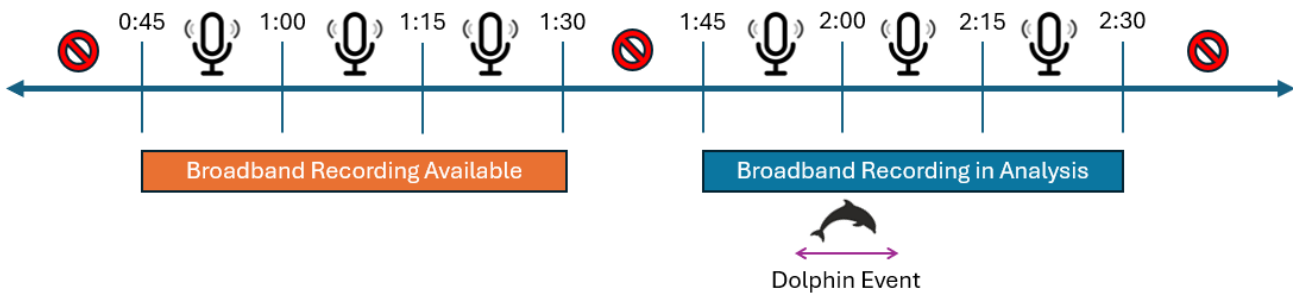 0:45 1:00 1:15 1:30 1:45 2:00 2:15 2:30
Broadband Recording Available Broadband Recording in Analysis
Dolphin Event